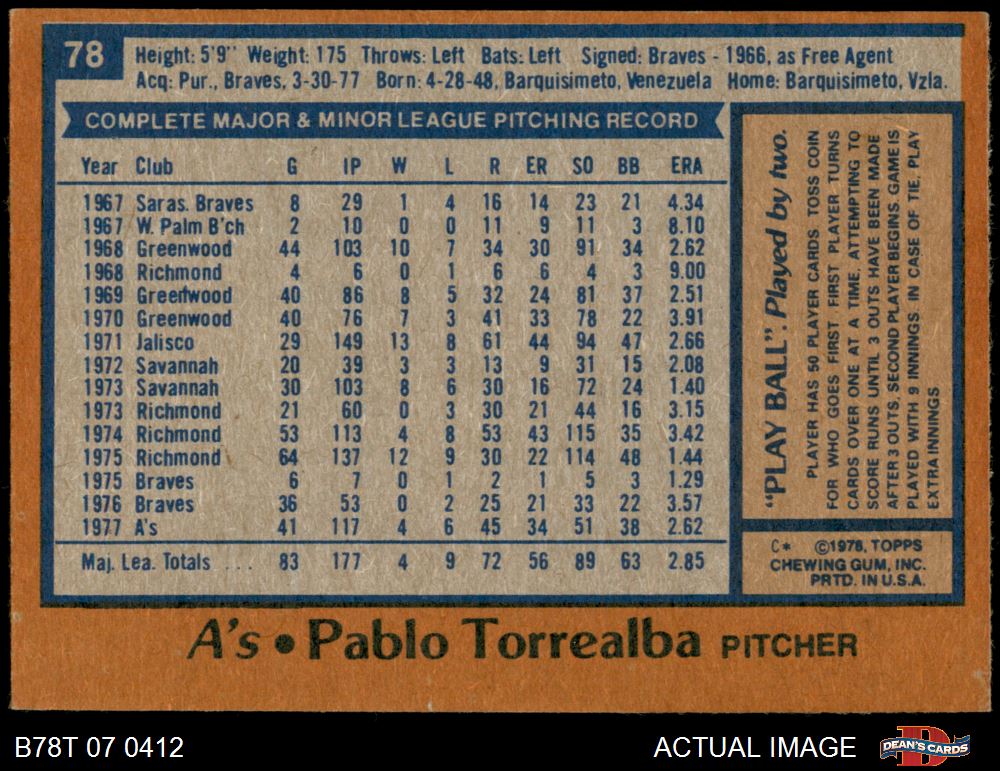 78
Height: 5'9" Weight: 175 Throws: Left Bats: Left Signed: Braves - 1966, as Free Agent
Acq: Pur., Braves, 3-30-77 Born: 4-28-48, Barquisimeto, Venezuela Home: Barquisimeto, Vzla.
COMPLETE MAJOR & MINOR LEAGUE PITCHING RECORD
Year Club G IP W L R ER SO BB ERA
1967 Saras. Braves 8 29 1 4 16 14 23 21 4.34
1967 W. Palm B'ch 2 10 0 0 11 9 11 3 8.10
1968 Greenwood 44 103 10 7 34 30 91 34 2.62
1968 Richmond 4 6 0 1 6 6 4 3 9.00
1969 Greenwood 40 86 8 5 32 24 81 37 2.51
1970 Greenwood 40 76 7 3 41 33 78 22 3.91
1971 Jalisco 29 149 13 8 61 44 94 47 2.66
1972 Savannah 20 39 3 3 13 9 31 15 2.08
1973 Savannah 30 103 8 6 30 16 72 24 1.40
1973 Richmond 21 60 0 3 30 21 44 16 3.15
1974 Richmond 53 113 4 8 53 43 115 35 3.42
1975 Richmond 64 137 12 9 30 22 114 48 1.44
1975 Braves 6 7 0 1 2 1 5 3 1.29
1976 Braves 36 53 0 2 25 21 33 22 3.57
1977 A's 41 117 4 6 45 34 51 38 2.62
Maj. Lea. Totals ... 83 177 4 9 72 56 89 63 2.85
"PLAY BALL". Played by two.
PLAYER HAS 50 PLAYER CARDS TOSS COIN
FOR WHO GOES FIRST. FIRST PLAYER TURNS
CARDS OVER ONE AT A TIME, ATTEMPTING TO
SCORE RUNS UNTIL 3 OUTS HAVE BEEN MADE
AFTER 3 OUTS, SECOND PLAYER BEGINS. GAME IS
PLAYED WITH 9 INNINGS. IN CASE OF TIE, PLAY
EXTRA INNINGS
C* ©1978, TOPPS
CHEWING GUM, INC.
PRTD. IN U.S.A.
A's • Pablo Torrealba PITCHER
B78T 07 0412
ACTUAL IMAGE
DEAN'S CARDS